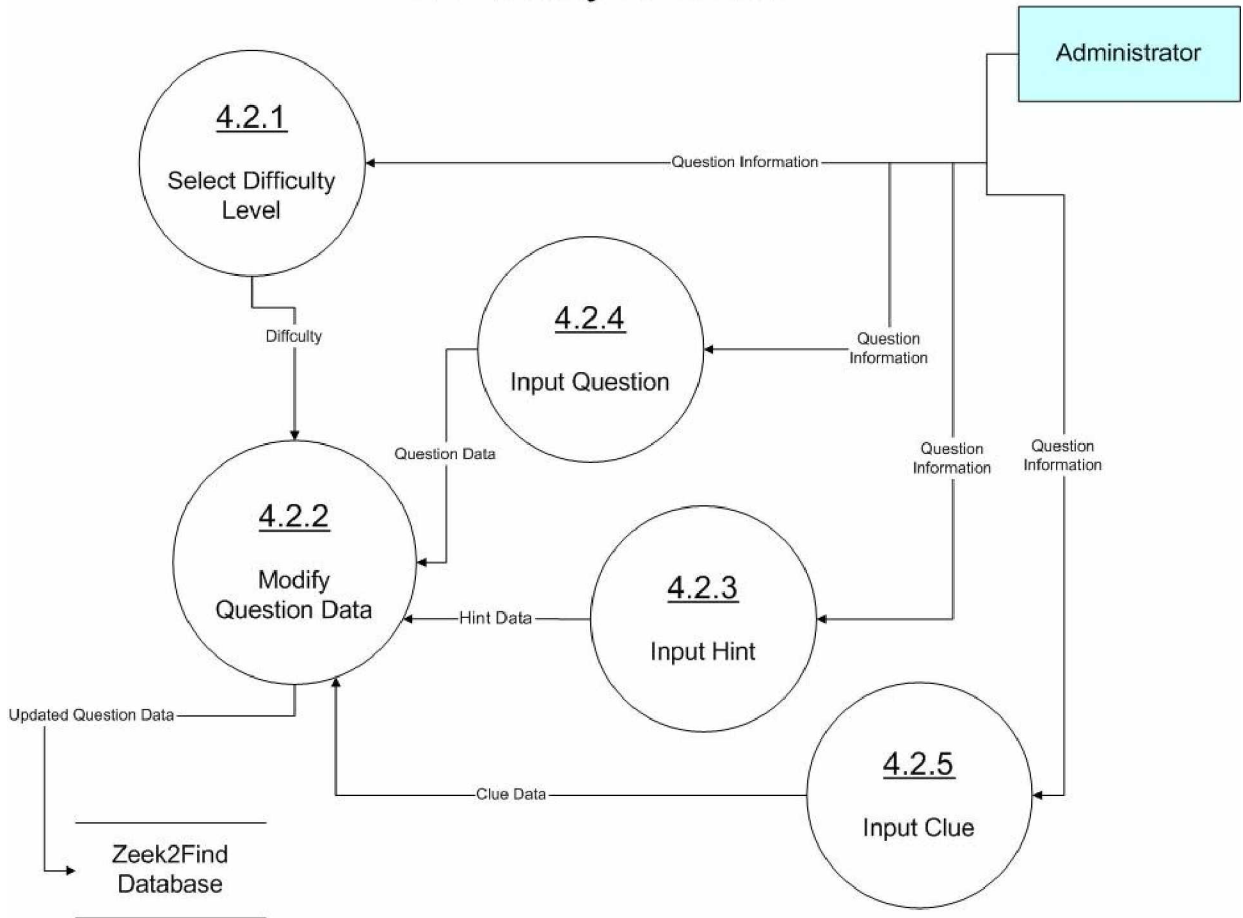 Administrator
4.2.1
Select Difficulty
Level
Question Information
4.2.4
Input Question
Question
Information
Diffculty
Question Data
Question
Information
Question
Information
4.2.2
Modify
Question Data
4.2.3
Input Hint
Hint Data
Updated Question Data
4.2.5
Input Clue
Clue Data
Zeek2Find
Database